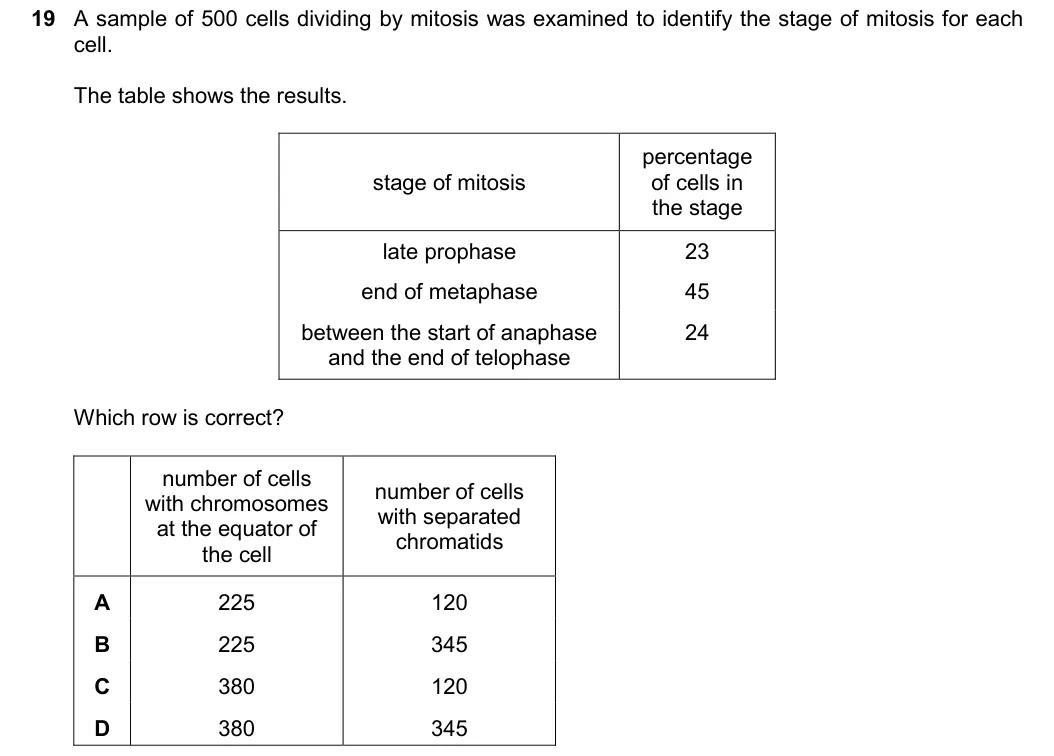 19 A sample of 500 cells dividing by mitosis was examined to identify the stage of mitosis for each
cell.
The table shows the results.
stage of mitosis
percentage
of cells in
the stage
late prophase 23
end of metaphase 45
between the start of anaphase 24
and the end of telophase
Which row is correct?
number of cells
with chromosomes
at the equator of
the cell
number of cells
with separated
chromatids
A 225 120
B 225 345
C 380 120
D 380 345